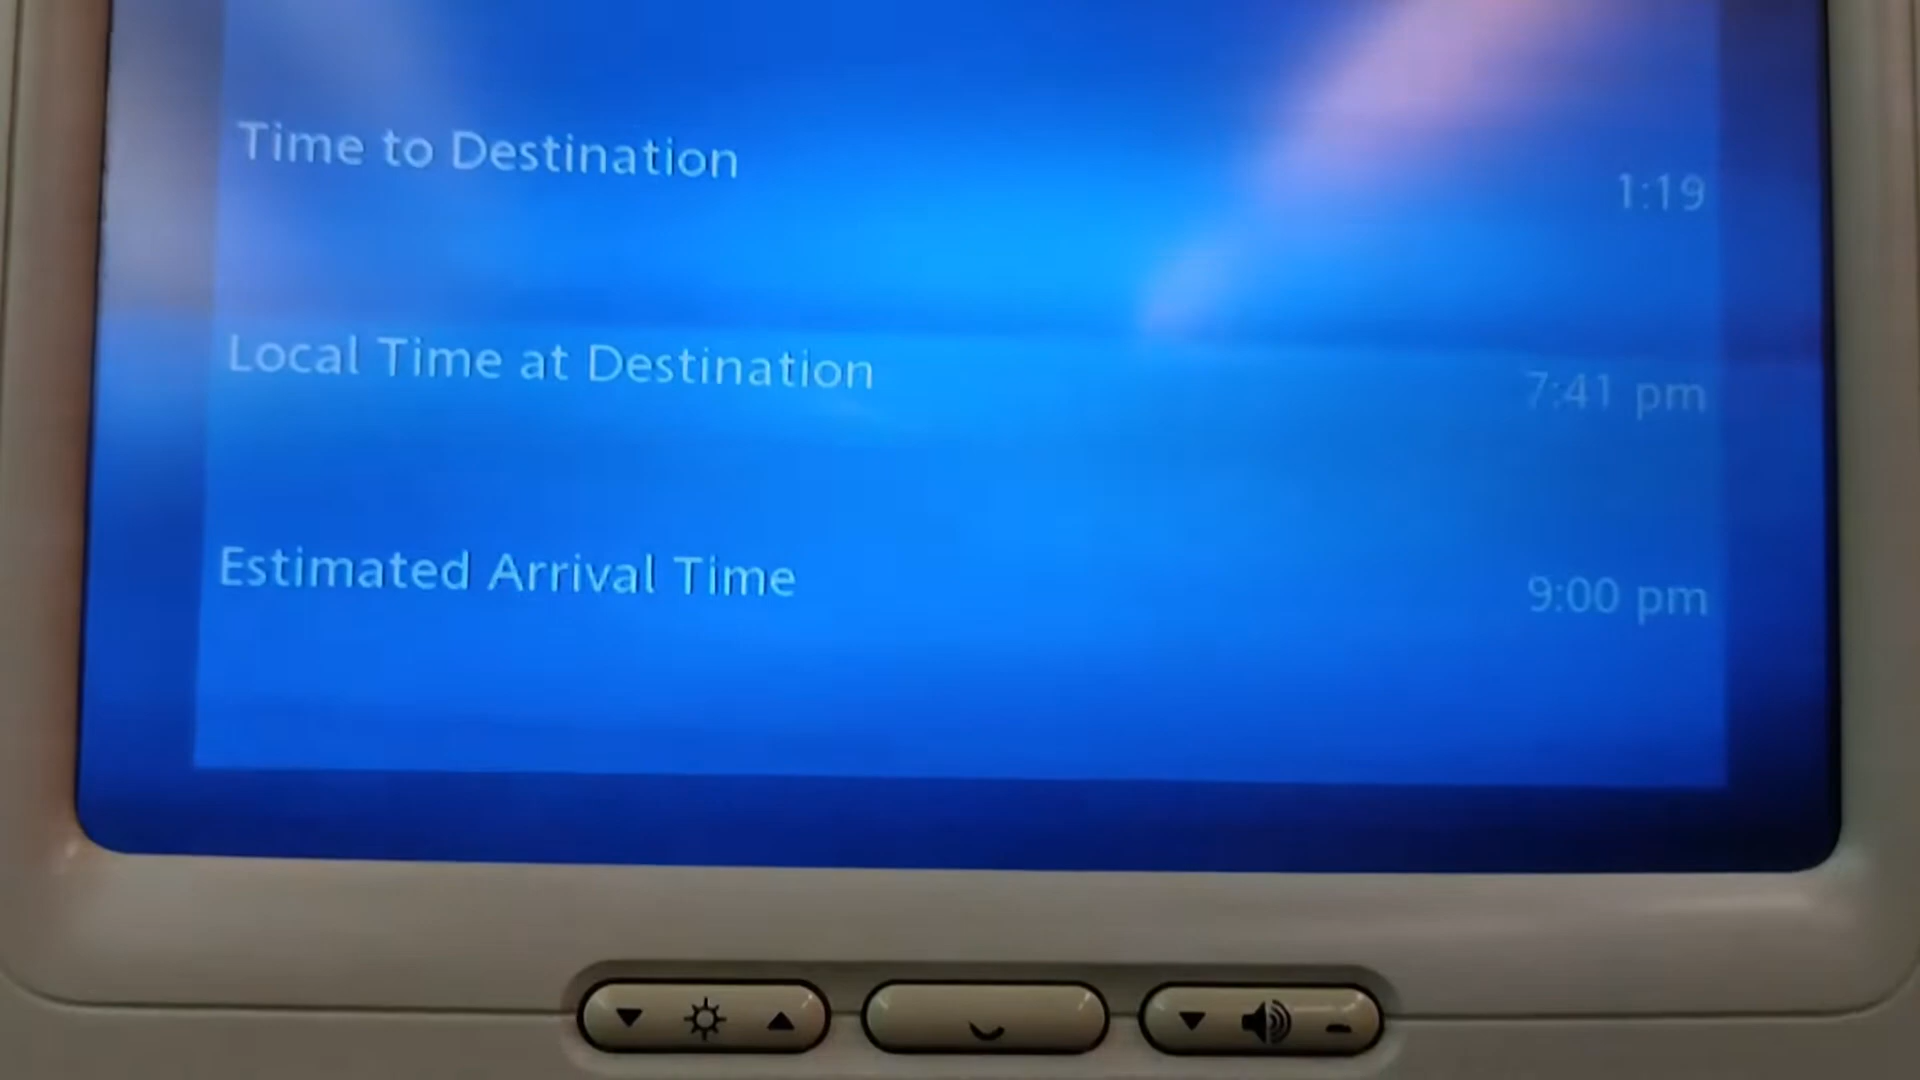 Time to Destination
1:19
Local Time at Destination
7:41 pm
Estimated Arrival Time
9:00 pm